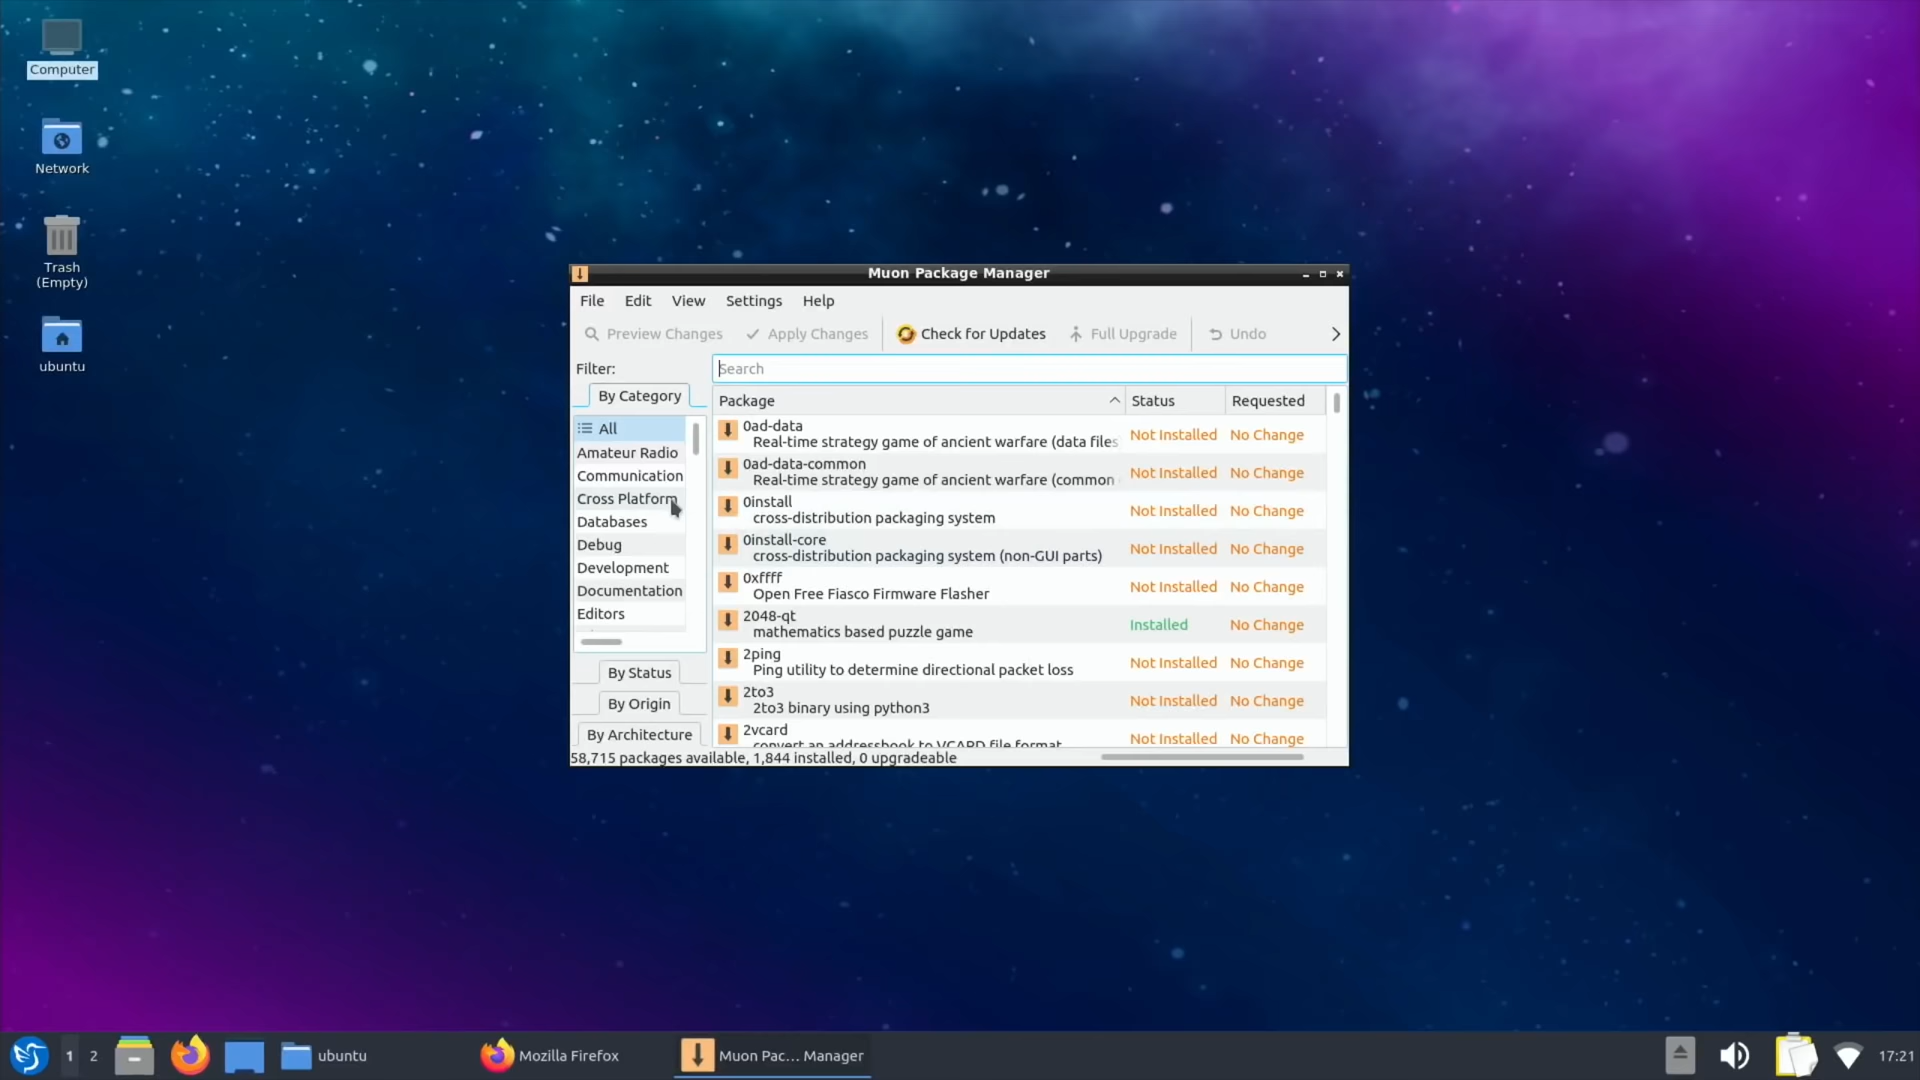 Computer
Network
Trash
(Empty)
ubuntu
Muon Package Manager
File Edit View Settings Help
Preview Changes Apply Changes Check for Updates Full Upgrade Undo
Filter:
Search
By Category
All
Amateur Radio
Communication
Cross Platform
Databases
Debug
Development
Documentation
Editors
By Status
By Origin
By Architecture
Package Status Requested
0ad-data
Real-time strategy game of ancient warfare (data files
Not Installed No Change
0ad-data-common
Real-time strategy game of ancient warfare (common
Not Installed No Change
0install
cross-distribution packaging system
Not Installed No Change
0install-core
cross-distribution packaging system (non-GUI parts)
Not Installed No Change
0xffff
Open Free Fiasco Firmware Flasher
Not Installed No Change
2048-qt
mathematics based puzzle game
Installed No Change
2ping
Ping utility to determine directional packet loss
Not Installed No Change
2to3
2to3 binary using python3
Not Installed No Change
2vcard
convert an addressbook to VCARD file format
Not Installed No Change
58,715 packages available, 1,844 installed, 0 upgradeable
1 2 ubuntu Mozilla Firefox Muon Pac... Manager 17:21